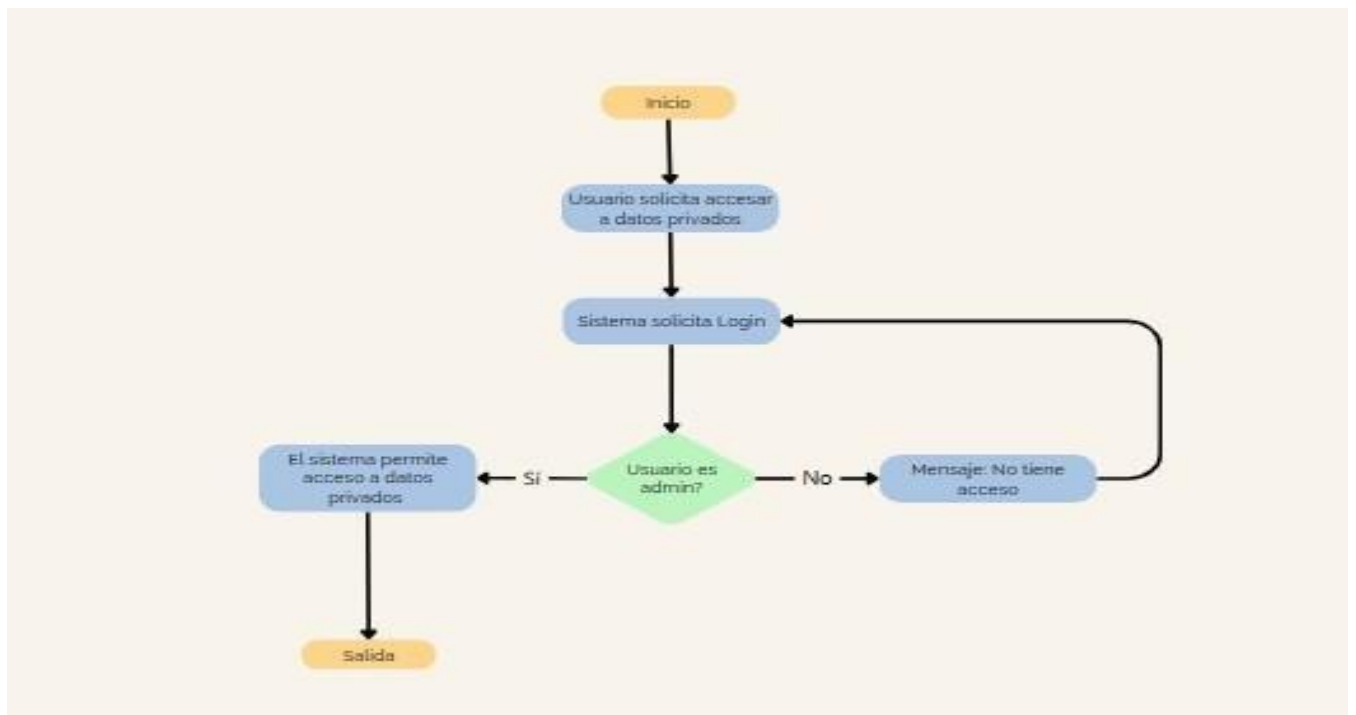 Inicio
Usuario solicita accesar
a datos privados
Sistema solicita Login
El sistema permite
acceso a datos
privados
Sí
Usuario es
admin?
No
Mensaje: No tiene
acceso
Salida